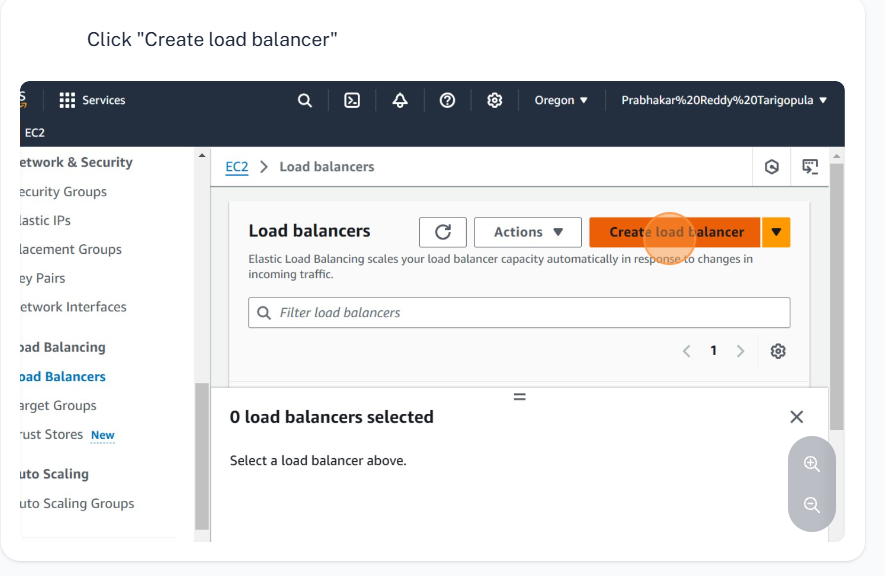 Click "Create load balancer"
Services
Oregon
Prabhakar%20Reddy%20Tarigopula
EC2
etwork & Security
ecurity Groups
lastic IPs
lacement Groups
ey Pairs
etwork Interfaces
oad Balancing
oad Balancers
arget Groups
rust Stores New
uto Scaling
uto Scaling Groups
EC2 > Load balancers
Load balancers
Actions
Create load balancer
Elastic Load Balancing scales your load balancer capacity automatically in response to changes in
incoming traffic.
Filter load balancers
1
0 load balancers selected
Select a load balancer above.